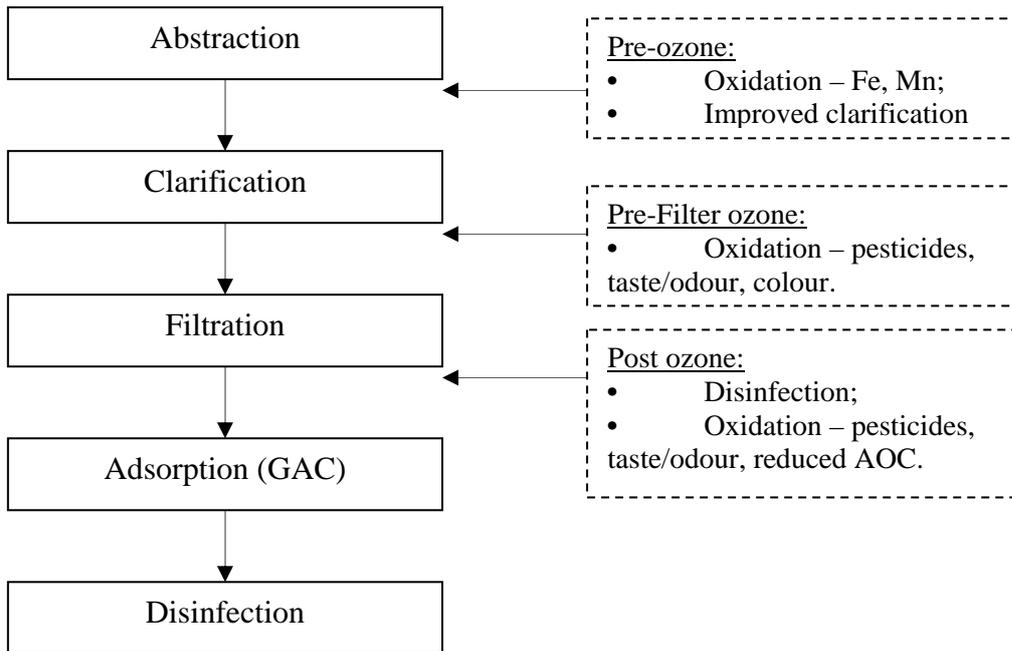 Abstraction
Pre-ozone:
• Oxidation – Fe, Mn;
• Improved clarification
Clarification
Pre-Filter ozone:
• Oxidation – pesticides,
taste/odour, colour.
Filtration
Post ozone:
• Disinfection;
• Oxidation – pesticides,
taste/odour, reduced AOC.
Adsorption (GAC)
Disinfection